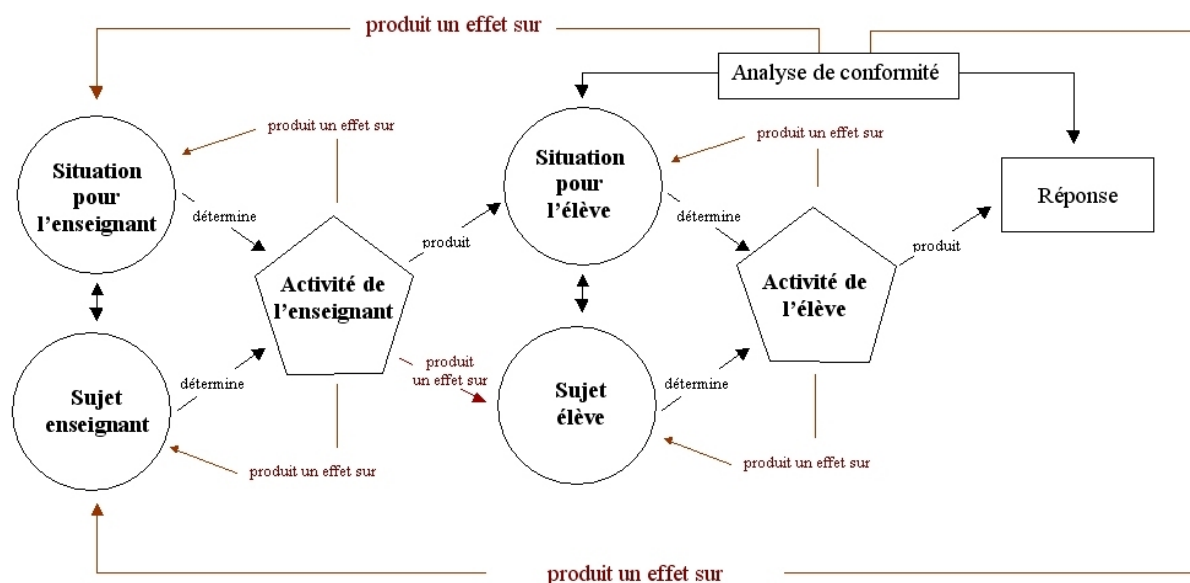 produit un effet sur
Analyse de conformité
produit un effet sur
produit un effet sur
Situation
pour
l’enseignant
Situation
pour
l’élève
Réponse
détermine
détermine
produit
produit
Activité de
l’enseignant
Activité de
l’élève
produit
un effet sur
Sujet
enseignant
détermine
Sujet
élève
détermine
produit un effet sur
produit un effet sur
produit un effet sur